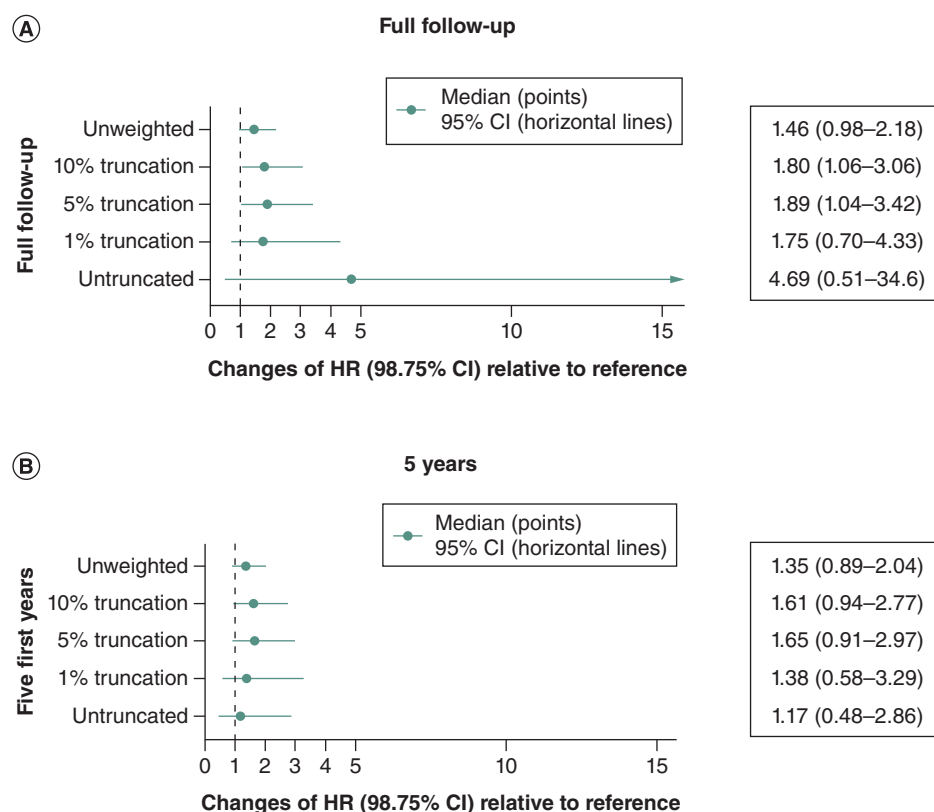 A
Full follow-up
Median (points)
95% CI (horizontal lines)
Full follow-up
Unweighted
1.46 (0.98–2.18)
10% truncation
1.80 (1.06–3.06)
5% truncation
1.89 (1.04–3.42)
1% truncation
1.75 (0.70–4.33)
Untruncated
4.69 (0.51–34.6)
0 1 2 3 4 5 10 15
Changes of HR (98.75% CI) relative to reference
B
5 years
Median (points)
95% CI (horizontal lines)
Five first years
Unweighted
1.35 (0.89–2.04)
10% truncation
1.61 (0.94–2.77)
5% truncation
1.65 (0.91–2.97)
1% truncation
1.38 (0.58–3.29)
Untruncated
1.17 (0.48–2.86)
0 1 2 3 4 5 10 15
Changes of HR (98.75% CI) relative to reference